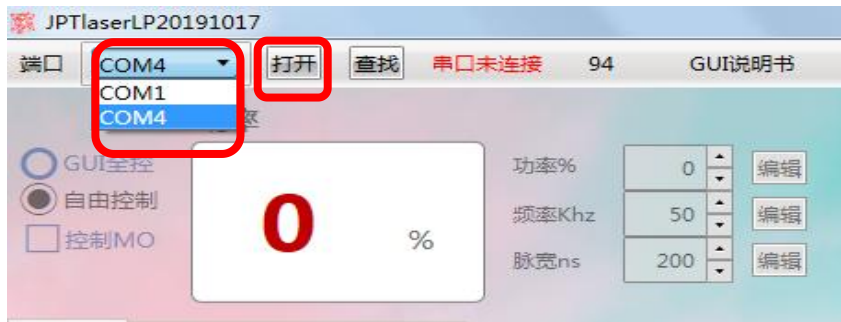 JPTlaserLP20191017
端口 COM4 打开 查找 串口未连接 94 GUI说明书
COM1
COM4
率
GUI全控 功率% 0 编辑
自由控制 0 % 频率Khz 50 编辑
控制MO 脉宽ns 200 编辑